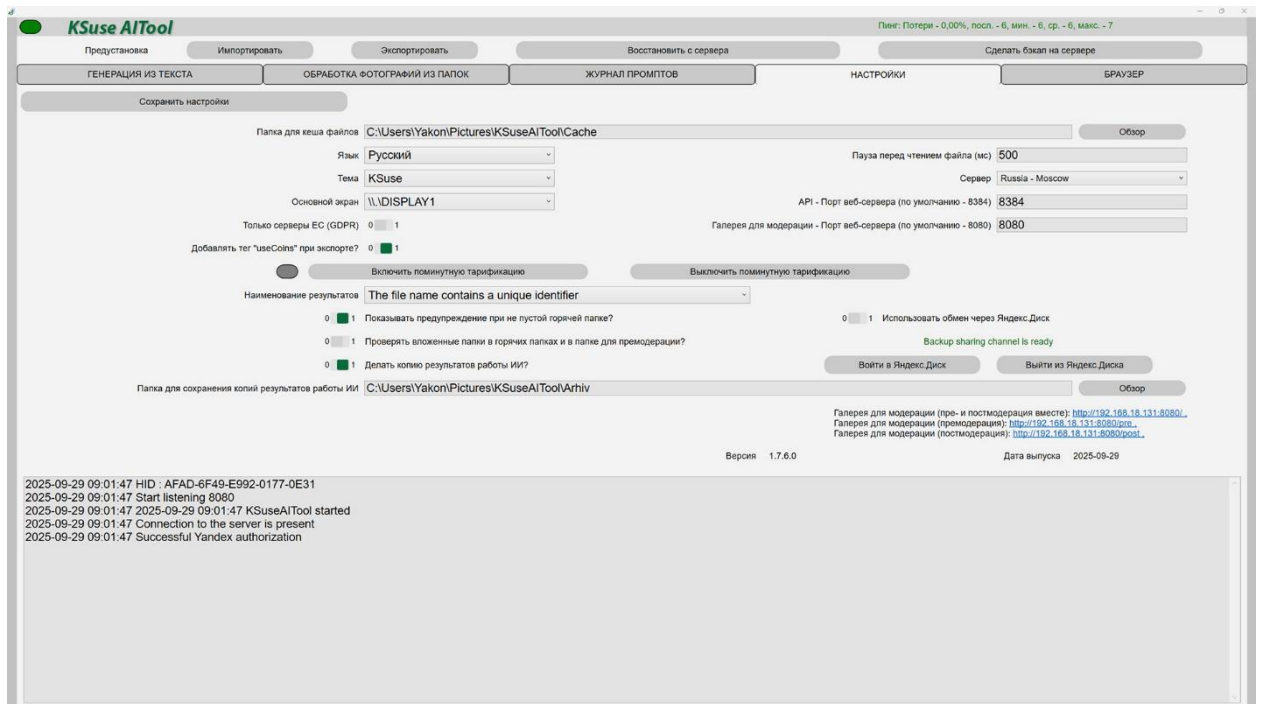 KSuse AITool
Пинг: Потери - 0,00%, посл. - 6, мин. - 6, ср. - 6, макс. - 7
Предустановка Импортировать Экспортировать Восстановить с сервера Сделать бэкап на сервере
ГЕНЕРАЦИЯ ИЗ ТЕКСТА ОБРАБОТКА ФОТОГРАФИЙ ИЗ ПАПОК ЖУРНАЛ ПРОМПТОВ НАСТРОЙКИ БРАУЗЕР
Сохранить настройки
Папка для кеша файлов C:\Users\Yakon\Pictures\KSuseAITool\Cache Обзор
Язык Русский Пауза перед чтением файла (мс) 500
Тема KSuse Сервер Russia - Moscow
Основной экран \\.\DISPLAY1 API - Порт веб-сервера (по умолчанию - 8384) 8384
Только серверы ЕС (GDPR) 0 1 Галерея для модерации - Порт веб-сервера (по умолчанию - 8080) 8080
Добавлять тег "useCoins" при экспорте? 0 1
Включить поминутную тарификацию Выключить поминутную тарификацию
Наименование результатов The file name contains a unique identifier
0 1 Показывать предупреждение при не пустой горячей папке? 0 1 Использовать обмен через Яндекс.Диск
0 1 Проверять вложенные папки в горячих папках и в папке для премодерации? Backup sharing channel is ready
0 1 Делать копию результатов работы ИИ? Войти в Яндекс.Диск Выйти из Яндекс.Диска
Папка для сохранения копий результатов работы ИИ C:\Users\Yakon\Pictures\KSuseAITool\Arhiv Обзор
Галерея для модерации (пре- и постмодерация вместе): http://192.168.18.131:8080/ .
Галерея для модерации (премодерация): http://192.168.18.131:8080/pre .
Галерея для модерации (постмодерация): http://192.168.18.131:8080/post .
Версия 1.7.6.0 Дата выпуска 2025-09-29
2025-09-29 09:01:47 HID : AFAD-6F49-E992-0177-0E31
2025-09-29 09:01:47 Start listening 8080
2025-09-29 09:01:47 2025-09-29 09:01:47 KSuseAITool started
2025-09-29 09:01:47 Connection to the server is present
2025-09-29 09:01:47 Successful Yandex authorization